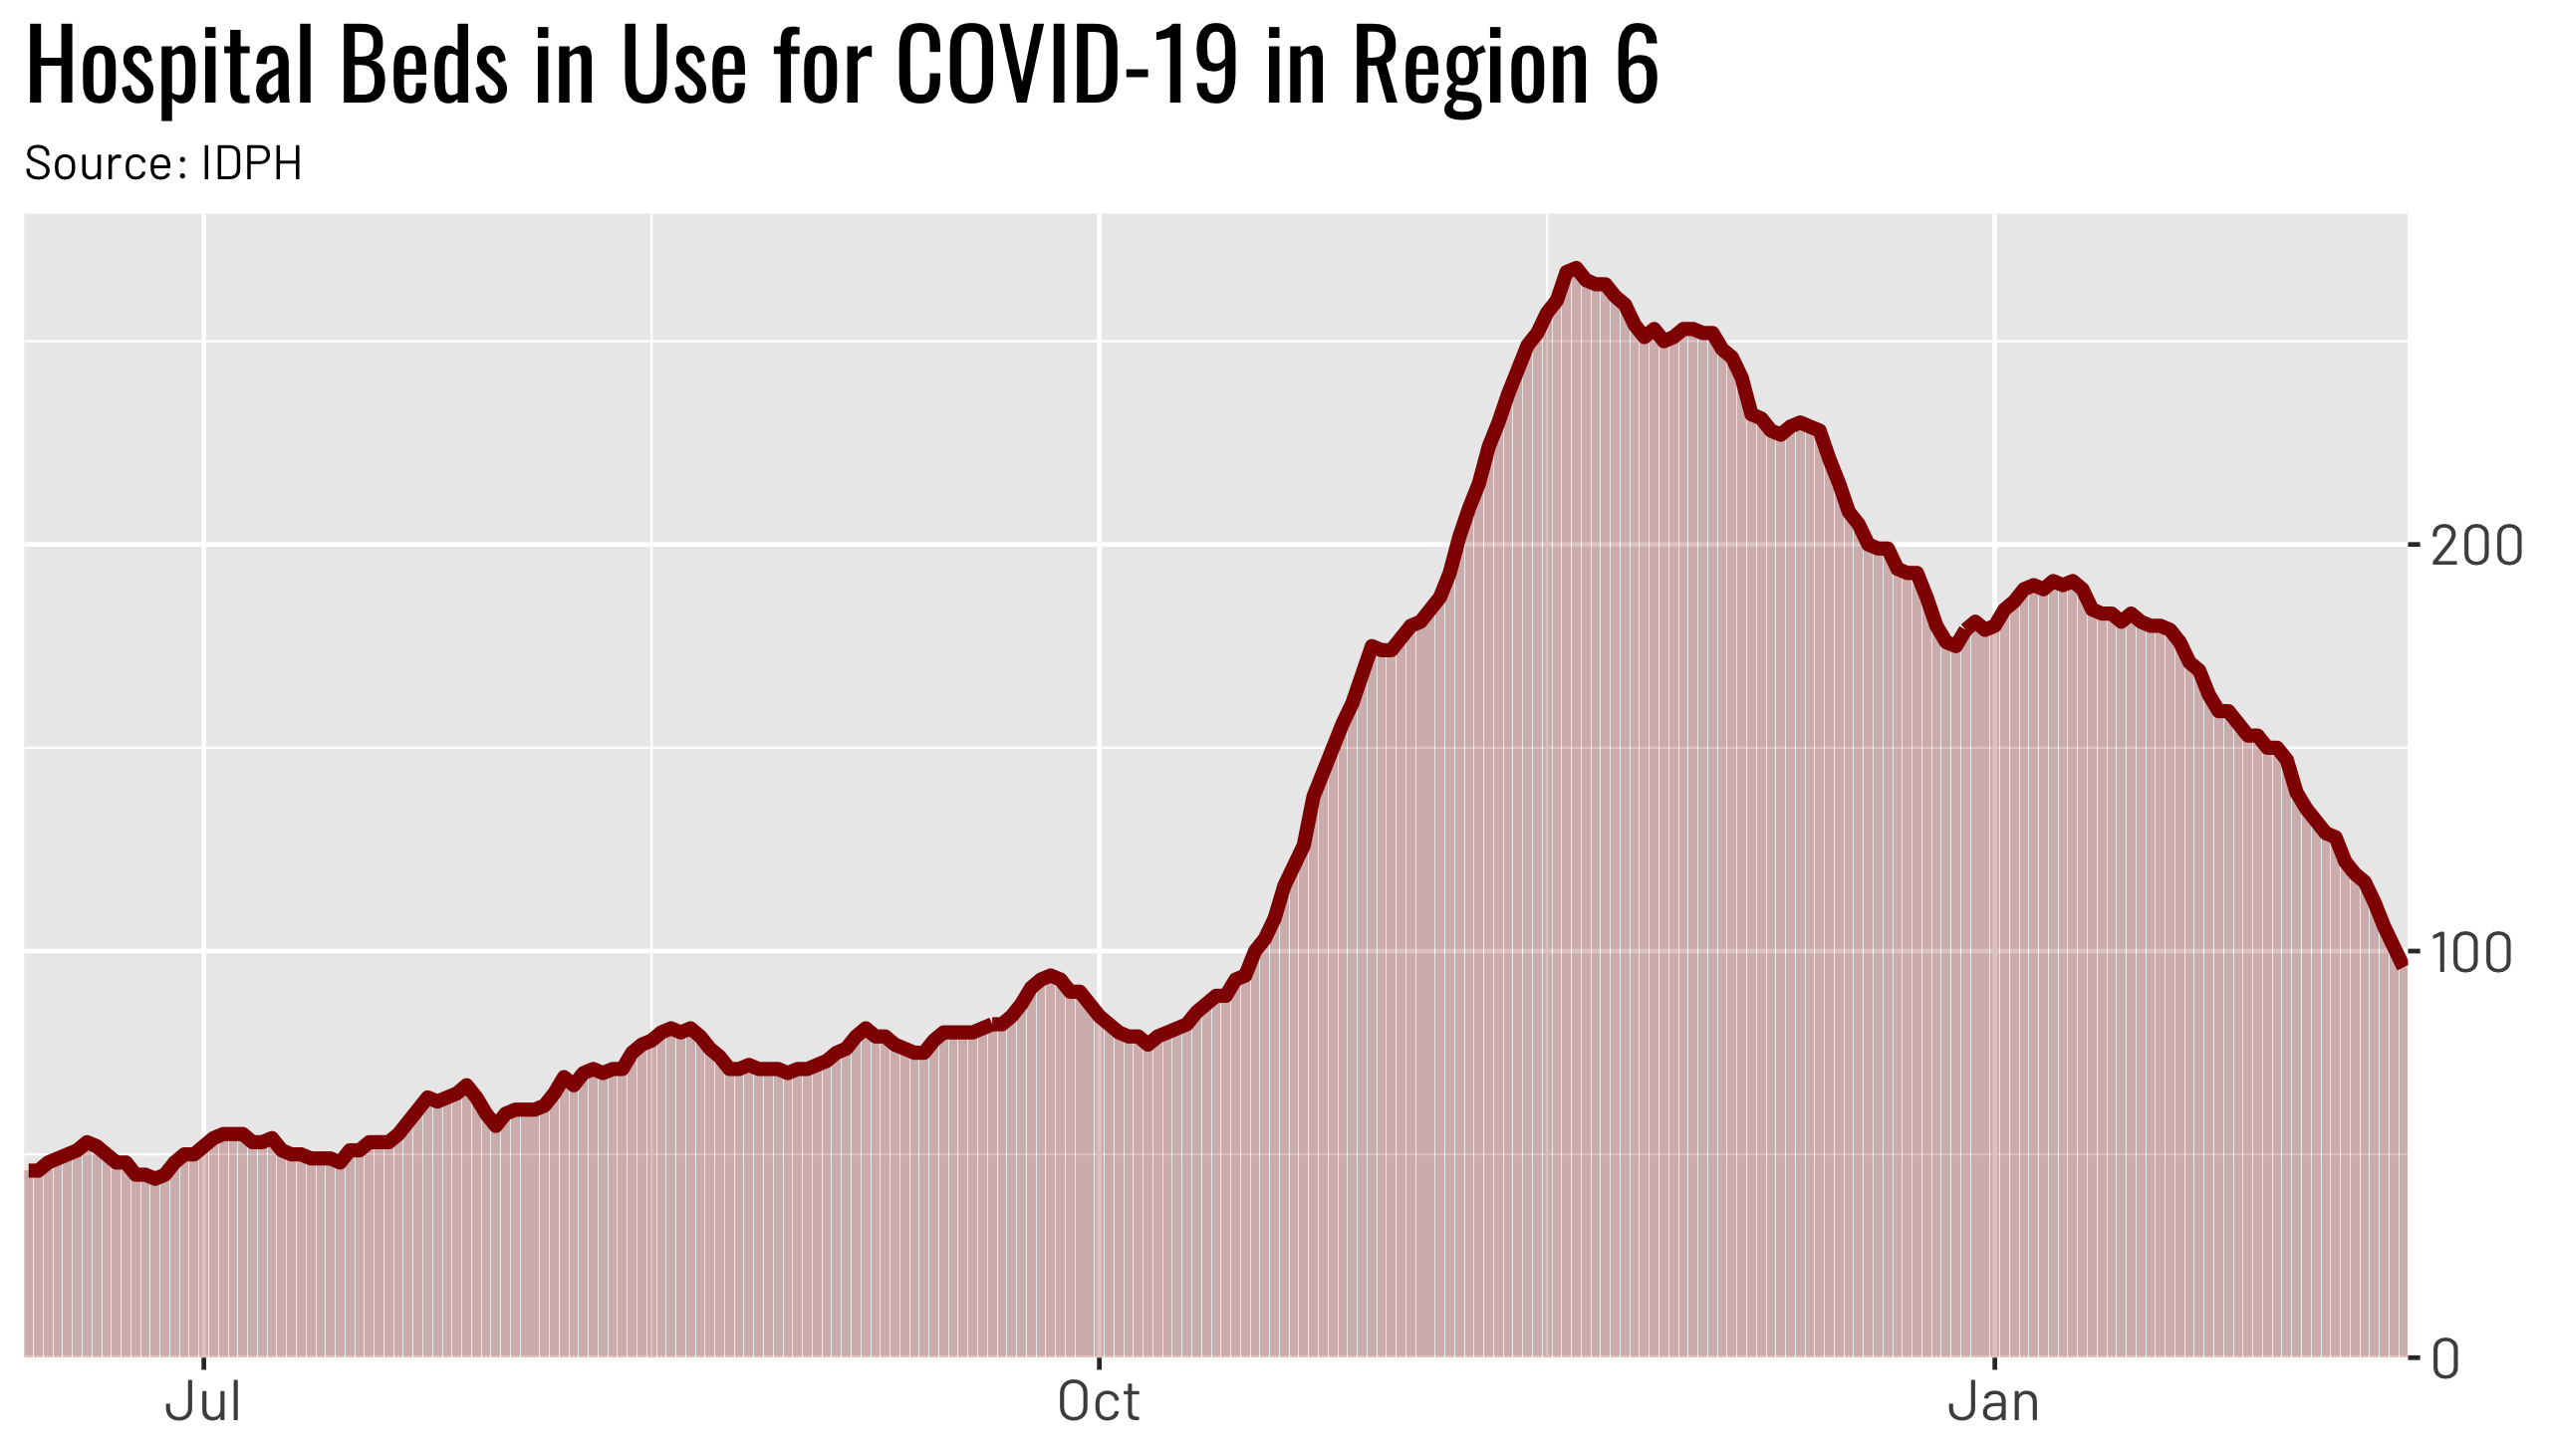 Hospital Beds in Use for COVID-19 in Region 6
Source: IDPH
200
100
0
Jul Oct Jan